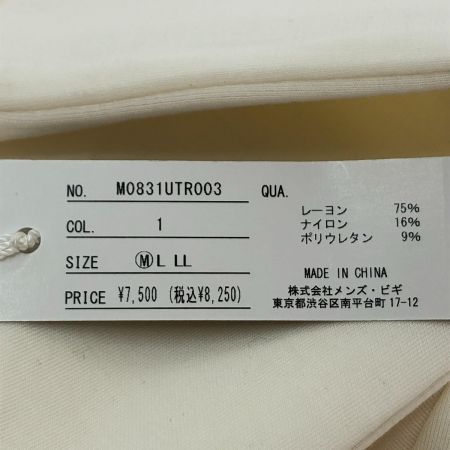 NO. M0831UTR003
COL. 1
SIZE Ⓜ L LL
PRICE ¥7,500 (税込¥8,250)
QUA.
レーヨン 75%
ナイロン 16%
ポリウレタン 9%
MADE IN CHINA
株式会社メンズ・ビギ
東京都渋谷区南平台町17-12